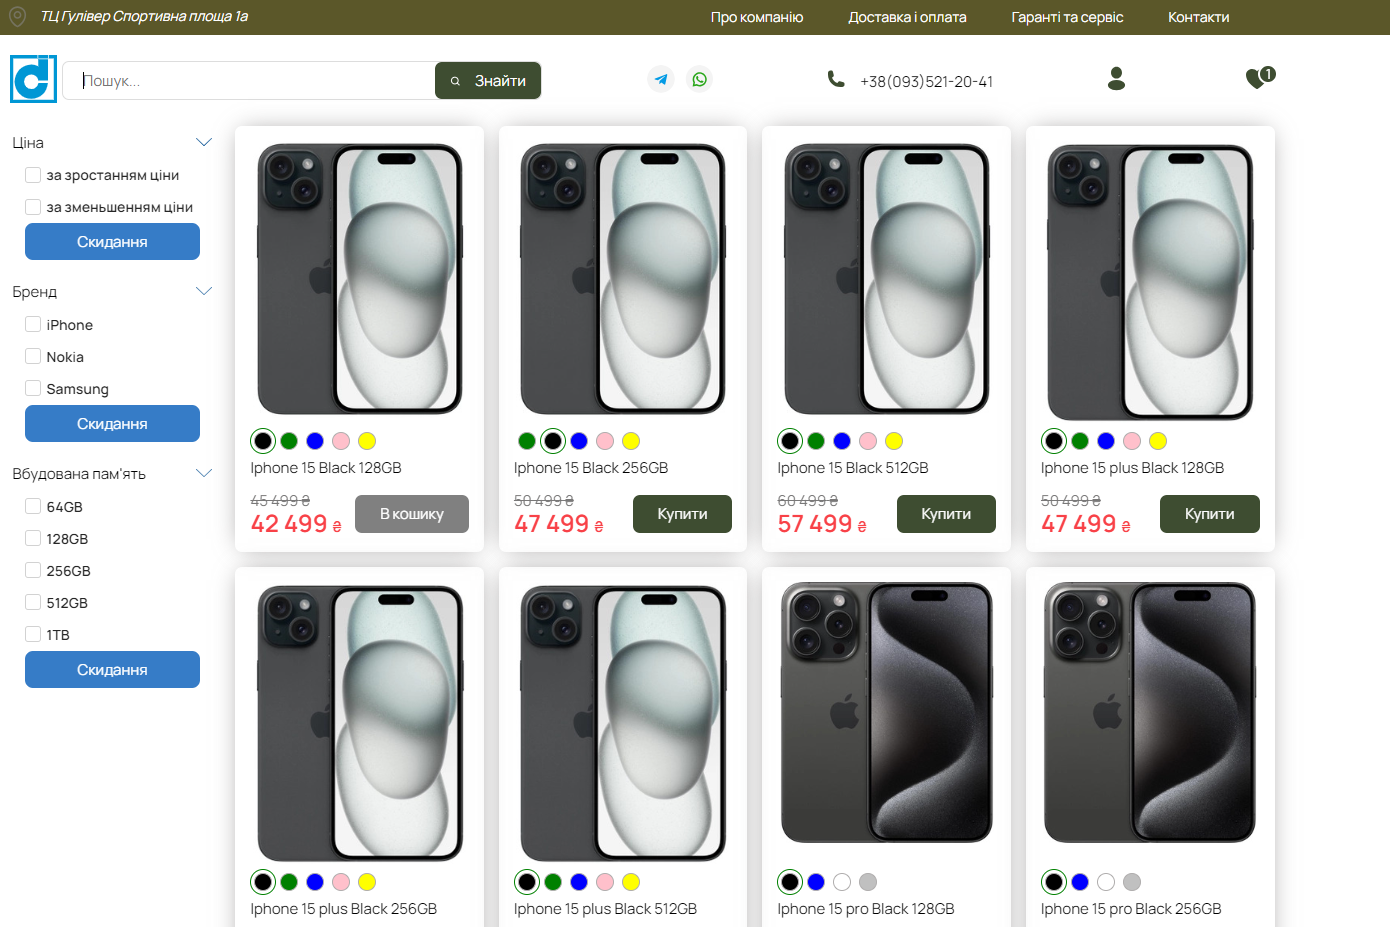 ТЦ Гулівер Спортивна площа 1а
Про компанію
Доставка і оплата
Гаранті та сервіс
Контакти
Пошук...
Знайти
+38(093)521-20-41
1
Ціна
за зростанням ціни
за зменьшенням ціни
Скидання
Бренд
iPhone
Nokia
Samsung
Скидання
Вбудована пам'ять
64GB
128GB
256GB
512GB
1TB
Скидання
Iphone 15 Black 128GB
45 499 ₴
42 499 ₴
В кошику
Iphone 15 Black 256GB
50 499 ₴
47 499 ₴
Купити
Iphone 15 Black 512GB
60 499 ₴
57 499 ₴
Купити
Iphone 15 plus Black 128GB
50 499 ₴
47 499 ₴
Купити
Iphone 15 plus Black 256GB
Iphone 15 plus Black 512GB
Iphone 15 pro Black 128GB
Iphone 15 pro Black 256GB